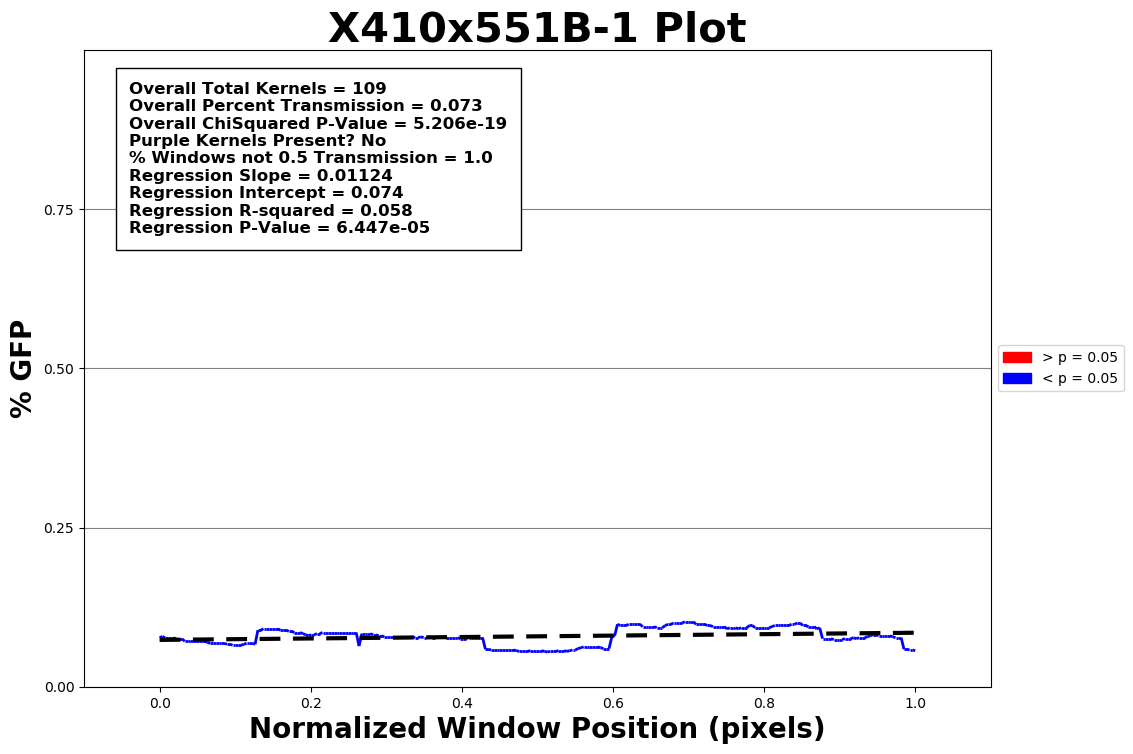 X410x551B-1 Plot
Overall Total Kernels = 109
Overall Percent Transmission = 0.073
Overall ChiSquared P-Value = 5.206e-19
Purple Kernels Present? No
% Windows not 0.5 Transmission = 1.0
Regression Slope = 0.01124
Regression Intercept = 0.074
Regression R-squared = 0.058
Regression P-Value = 6.447e-05
0.75
0.50
0.25
0.00
% GFP
> p = 0.05
< p = 0.05
0.0 0.2 0.4 0.6 0.8 1.0
Normalized Window Position (pixels)